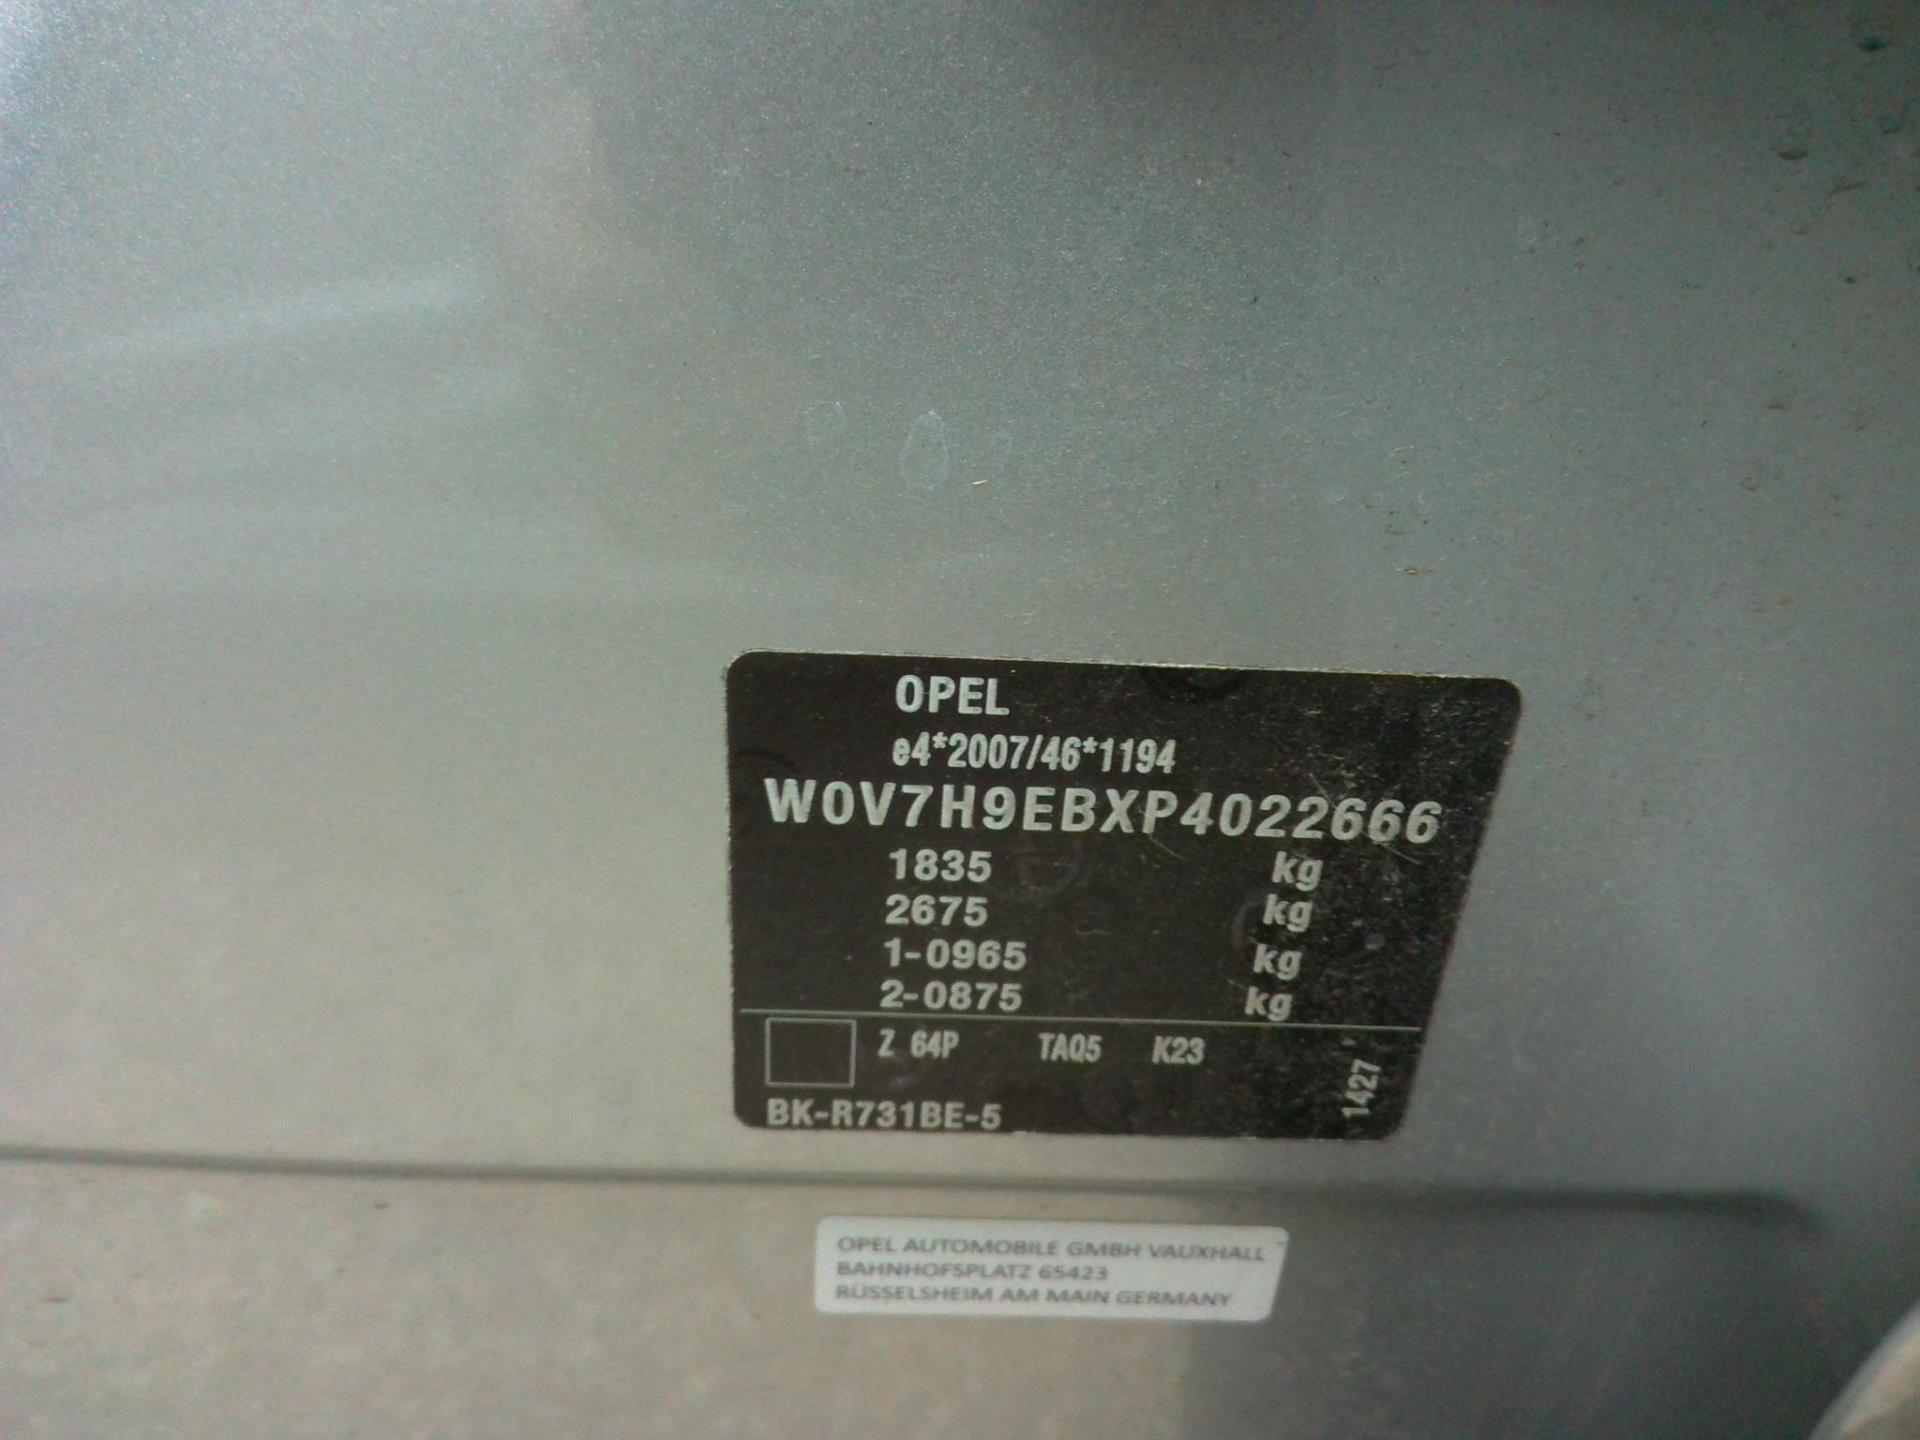 OPEL
e4*2007/46*1194
W0V7H9EBXP4022666
1835 kg
2675 kg
1-0965 kg
2-0875 kg
Z 64P TAQ5 K23
1427
BK-R731BE-5
OPEL AUTOMOBILE GMBH VAUXHALL
BAHNHOFSPLATZ 65423
RÜSSELSHEIM AM MAIN GERMANY